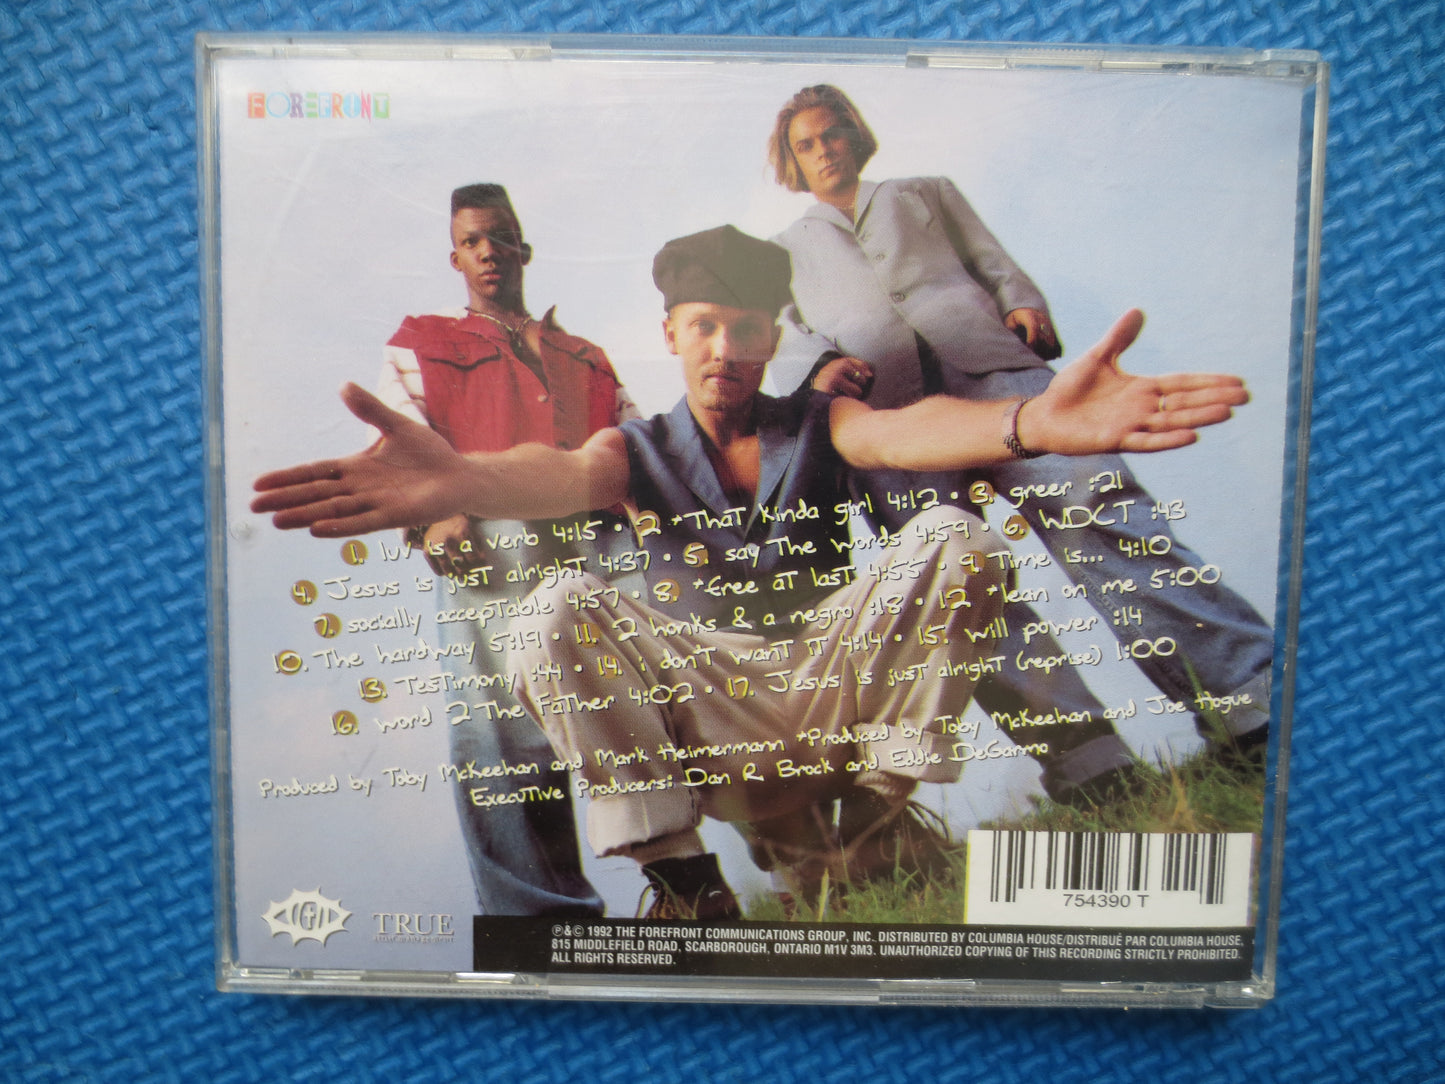 FOREFRONT
1. luv is a verb 4:15 • 2 *That kinda girl 4:12 • 3. greer :21
4. Jesus is just alright 4:37 • 5. say The words 4:59 • 6. WDCT :43
7. socially acceptable 4:57 • 8. *free at last 4:55 • 9. Time is... 4:10
10. The hardway 5:19 • 11. 2 honks & a negro :18 • 12 *lean on me 5:00
13. Testimony :44 • 14. i don't want it 4:14 • 15. will power :14
16. word 2 The Father 4:02 • 17. Jesus is just alright (reprise) 1:00
Produced by Toby McKeehan and Mark Heimermann *Produced by Toby McKeehan and Joe Hogue
Executive Producers: Dan R Brock and Eddie DeGarmo
754390 T
TRUE
℗&© 1992 THE FOREFRONT COMMUNICATIONS GROUP, INC. DISTRIBUTED BY COLUMBIA HOUSE/DISTRIBUÉ PAR COLUMBIA HOUSE,
815 MIDDLEFIELD ROAD, SCARBOROUGH, ONTARIO M1V 3M3. UNAUTHORIZED COPYING OF THIS RECORDING STRICTLY PROHIBITED.
ALL RIGHTS RESERVED.